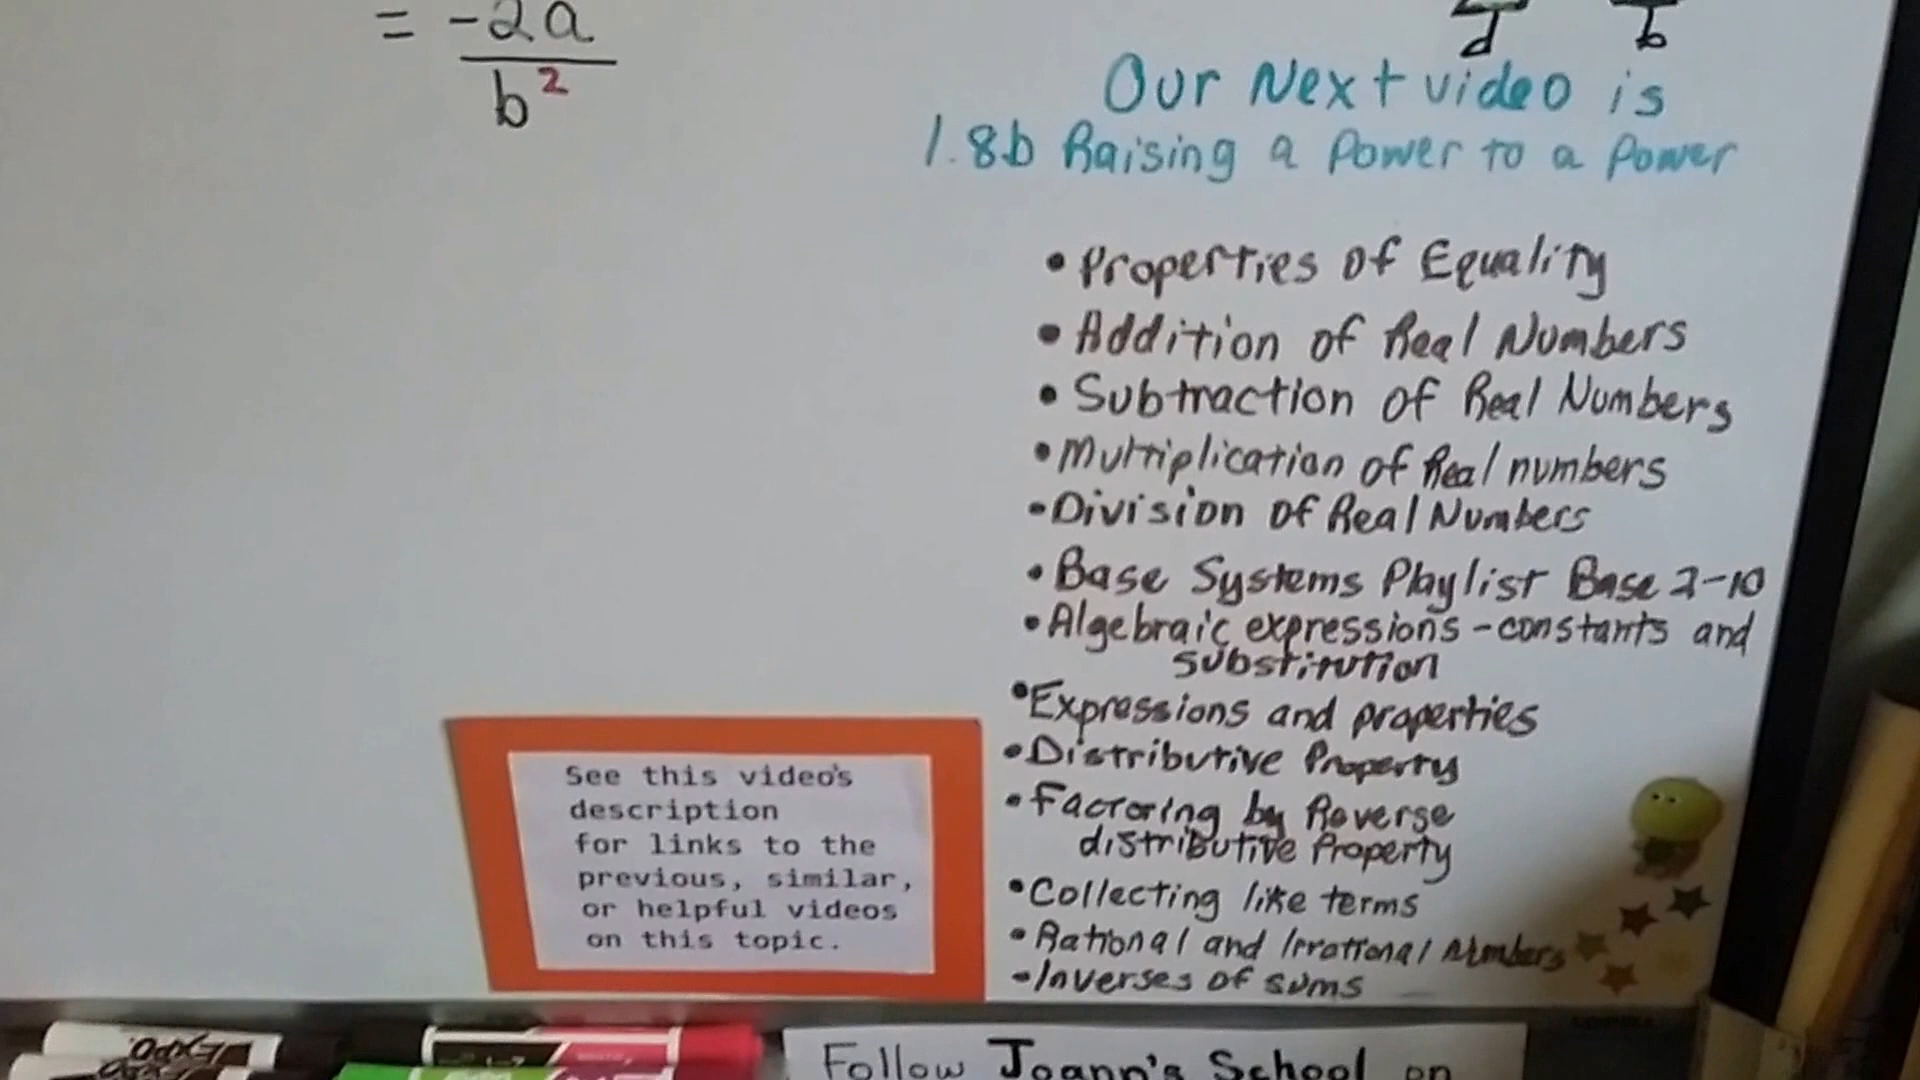 = -2a
b²
d b
Our Next video is
1.8b Raising a Power to a Power
• Properties of Equality
• Addition of Real Numbers
• Subtraction of Real Numbers
• Multiplication of Real numbers
• Division of Real Numbers
• Base Systems Playlist Base 2-10
• Algebraic expressions - constants and
substitution
• Expressions and properties
• Distributive Property
• Factoring by Reverse
distributive Property
• Collecting like terms
• Rational and Irrational Numbers
• Inverses of sums
See this video's
description
for links to the
previous, similar,
or helpful videos
on this topic.
EXPO
EXPO
Follow Joann's School on